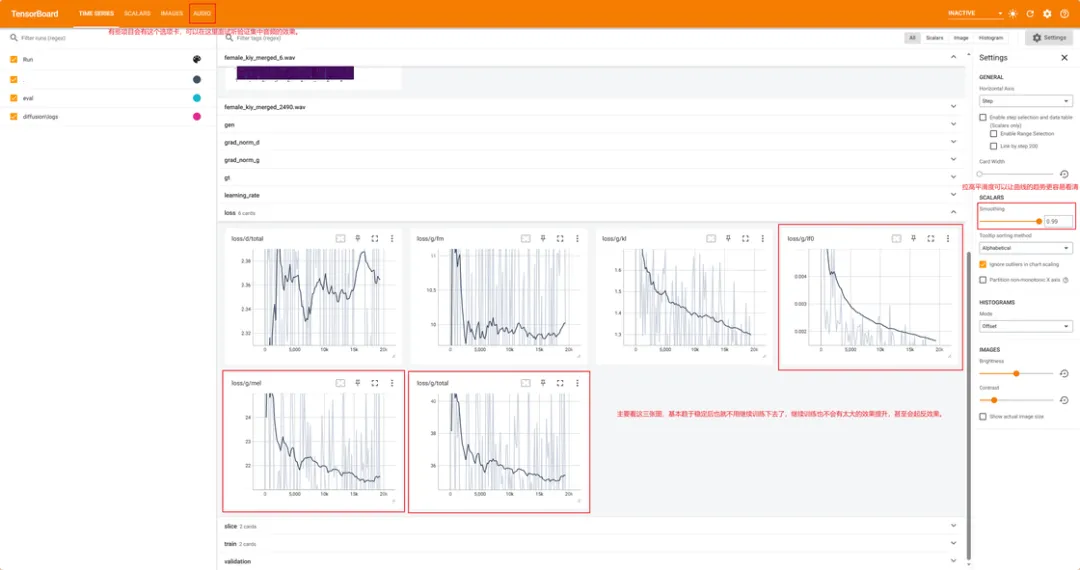 TensorBoard TIME SERIES SCALARS IMAGES AUDIO INACTIVE
有些项目会有这个选项卡，可以在这里面试听验证集中音频的效果。
Filter runs (regex)
Run
.
eval
diffusion\logs
Filter tags (regex) All Scalars Image Histogram Settings
female_kiy_merged_6.wav
female_kiy_merged_2490.wav
gen
grad_norm_d
grad_norm_g
gt
learning_rate
loss 6 cards
loss/d/total
3.38
3.36
3.35
3.34
3.33
0 5,000 10k 15k 20k
loss/g/fm
11
10.5
10
0 5,000 10k 15k 20k
loss/g/kl
1.6
1.5
1.4
1.3
0 5,000 10k 15k 20k
loss/g/lf0
0.004
0.003
0.002
0 5,000 10k 15k 20k
loss/g/mel
24
23
22
0 5,000 10k 15k 20k
loss/g/total
40
38
36
0 5,000 10k 15k 20k
主要看这三张图，基本趋于稳定后也就不用继续训练下去了，继续训练也不会有太大的效果提升，甚至会起反效果。
slice 2 cards
train 2 cards
validation
Settings
GENERAL
Horizontal Axis
Step
Enable step selection and data table
(Scalars only)
Enable Range Selection
Link by step
Card Width
拉高平滑度可以让曲线的趋势更容易看清
SCALARS
Smoothing
0.99
Tooltip sorting method
Alphabetical
Ignore outliers in chart scaling
Partition non-monotonic X axis
HISTOGRAMS
Mode
Offset
IMAGES
Brightness
Contrast
Show actual image size